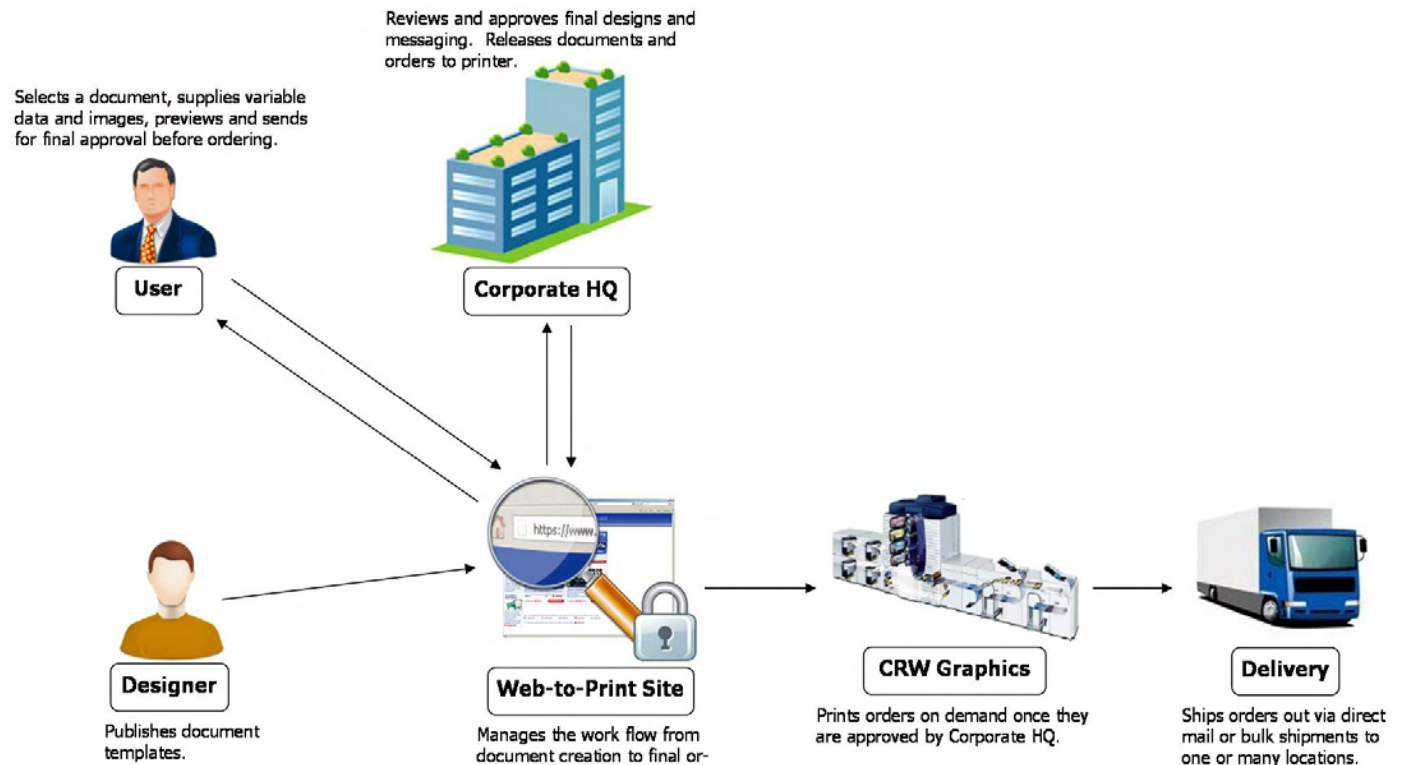 Reviews and approves final designs and
messaging.  Releases documents and
orders to printer.
Selects a document, supplies variable
data and images, previews and sends
for final approval before ordering.
User
Corporate HQ
https://www.
Designer
Publishes document
templates.
Web-to-Print Site
Manages the work flow from
document creation to final or-
CRW Graphics
Prints orders on demand once they
are approved by Corporate HQ.
Delivery
Ships orders out via direct
mail or bulk shipments to
one or many locations.